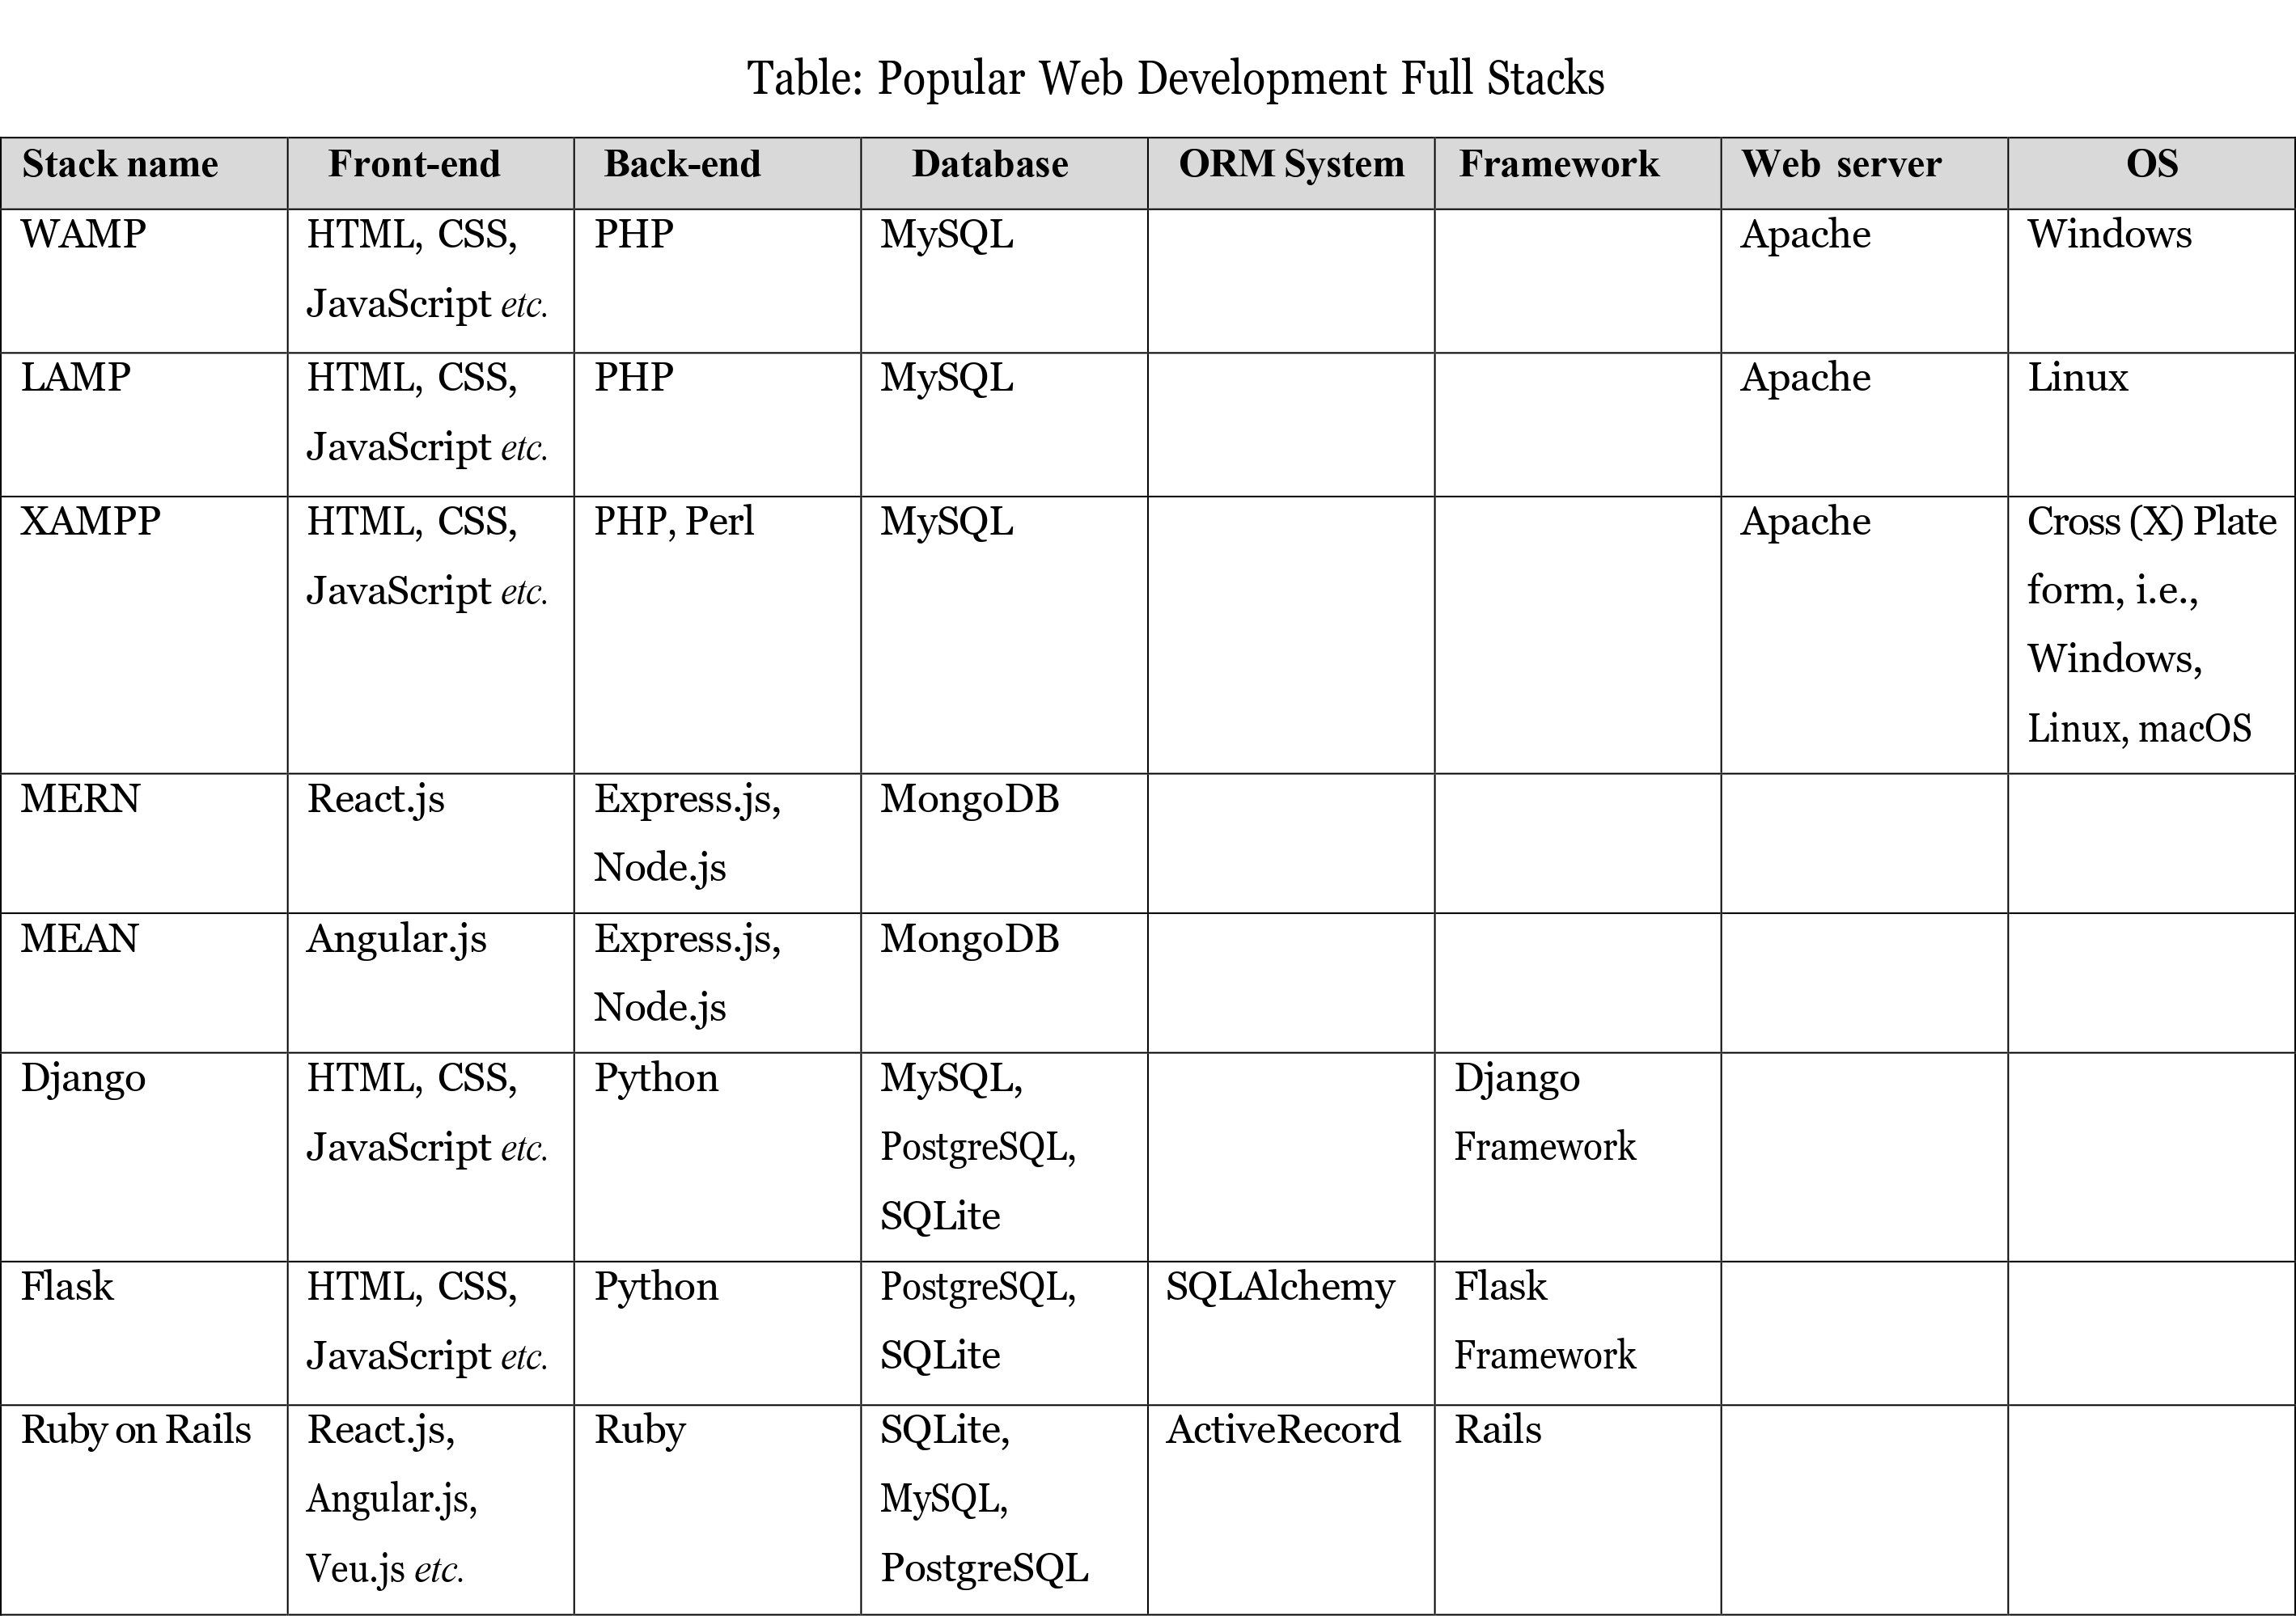 Table: Popular Web Development Full Stacks
Stack name Front-end Back-end Database ORM System Framework Web server OS
WAMP HTML, CSS, PHP MySQL Apache Windows
JavaScript etc.
LAMP HTML, CSS, PHP MySQL Apache Linux
JavaScript etc.
XAMPP HTML, CSS, PHP, Perl MySQL Apache Cross (X) Plate
JavaScript etc. form, i.e.,
Windows,
Linux, macOS
MERN React.js Express.js, MongoDB
Node.js
MEAN Angular.js Express.js, MongoDB
Node.js
Django HTML, CSS, Python MySQL, Django
JavaScript etc. PostgreSQL, Framework
SQLite
Flask HTML, CSS, Python PostgreSQL, SQLAlchemy Flask
JavaScript etc. SQLite Framework
Ruby on Rails React.js, Ruby SQLite, ActiveRecord Rails
Angular.js, MySQL,
Veu.js etc. PostgreSQL